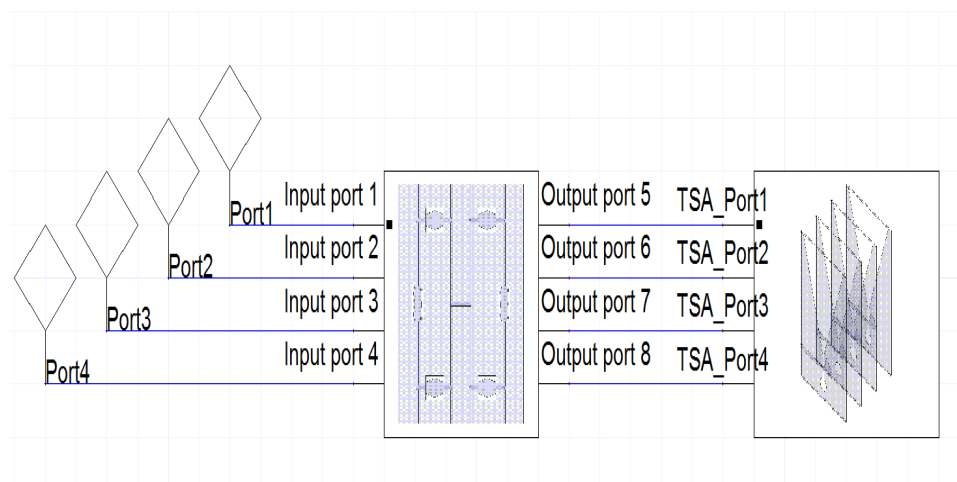 Port1
Port2
Port3
Port4
Input port 1
Input port 2
Input port 3
Input port 4
Output port 5
Output port 6
Output port 7
Output port 8
TSA_Port1
TSA_Port2
TSA_Port3
TSA_Port4